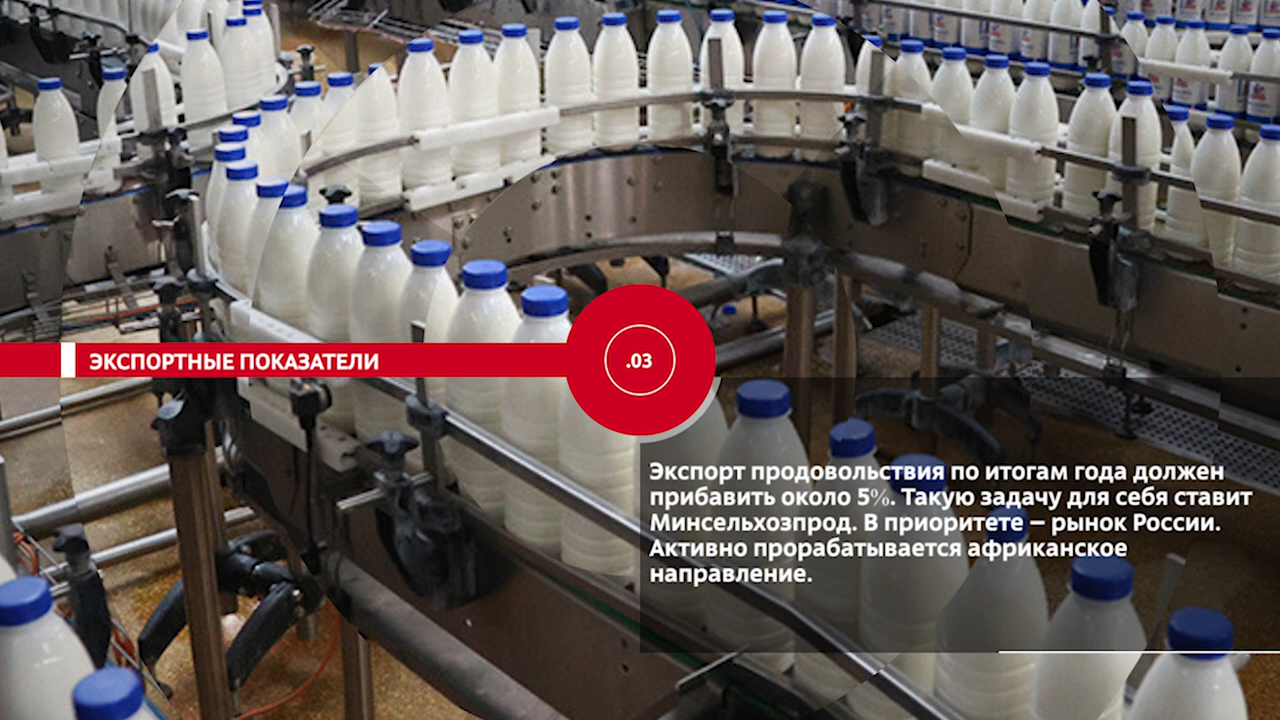 ЭКСПОРТНЫЕ ПОКАЗАТЕЛИ
.03
Экспорт продовольствия по итогам года должен
прибавить около 5%. Такую задачу для себя ставит
Минсельхозпрод. В приоритете – рынок России.
Активно прорабатывается африканское
направление.